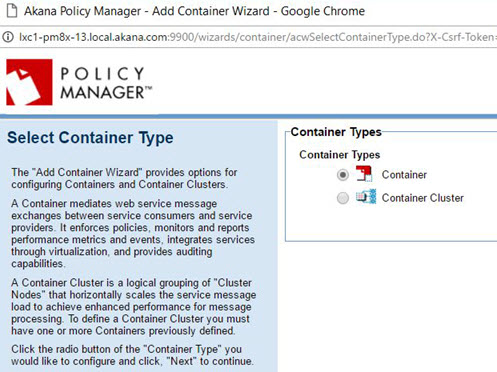 Akana Policy Manager - Add Container Wizard - Google Chrome
lxc1-pm8x-13.local.akana.com:9900/wizards/container/acwSelectContainerType.do?X-Csrf-Token=
POLICY
MANAGER™
Select Container Type
The "Add Container Wizard" provides options for
configuring Containers and Container Clusters.
A Container mediates web service message
exchanges between service consumers and service
providers. It enforces policies, monitors and reports
performance metrics and events, integrates services
through virtualization, and provides auditing
capabilities.
A Container Cluster is a logical grouping of "Cluster
Nodes" that horizontally scales the service message
load to achieve enhanced performance for message
processing. To define a Container Cluster you must
have one or more Containers previously defined.
Click the radio button of the "Container Type" you
would like to configure and click, "Next" to continue.
Container Types
Container Types
Container
Container Cluster